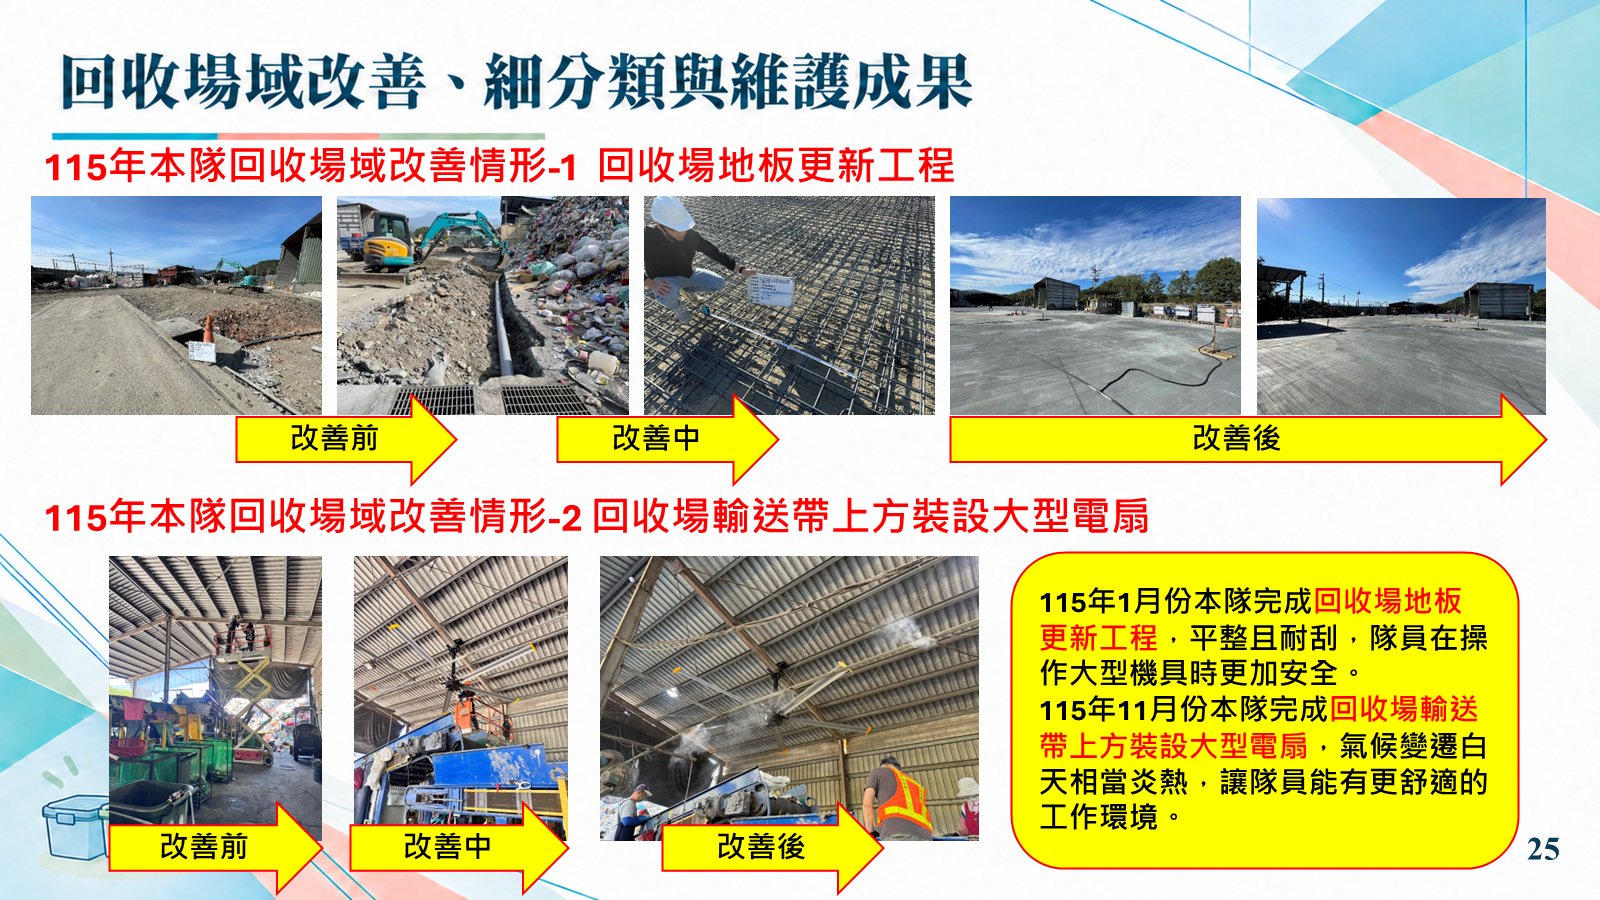 回收場域改善、細分類與維護成果
115年本隊回收場域改善情形-1 回收場地板更新工程
改善前
改善中
改善後
115年本隊回收場域改善情形-2 回收場輸送帶上方裝設大型電扇
改善前
改善中
改善後
115年1月份本隊完成回收場地板
更新工程，平整且耐刮，隊員在操
作大型機具時更加安全。
115年11月份本隊完成回收場輸送
帶上方裝設大型電扇，氣候變遷白
天相當炎熱，讓隊員能有更舒適的
工作環境。
25